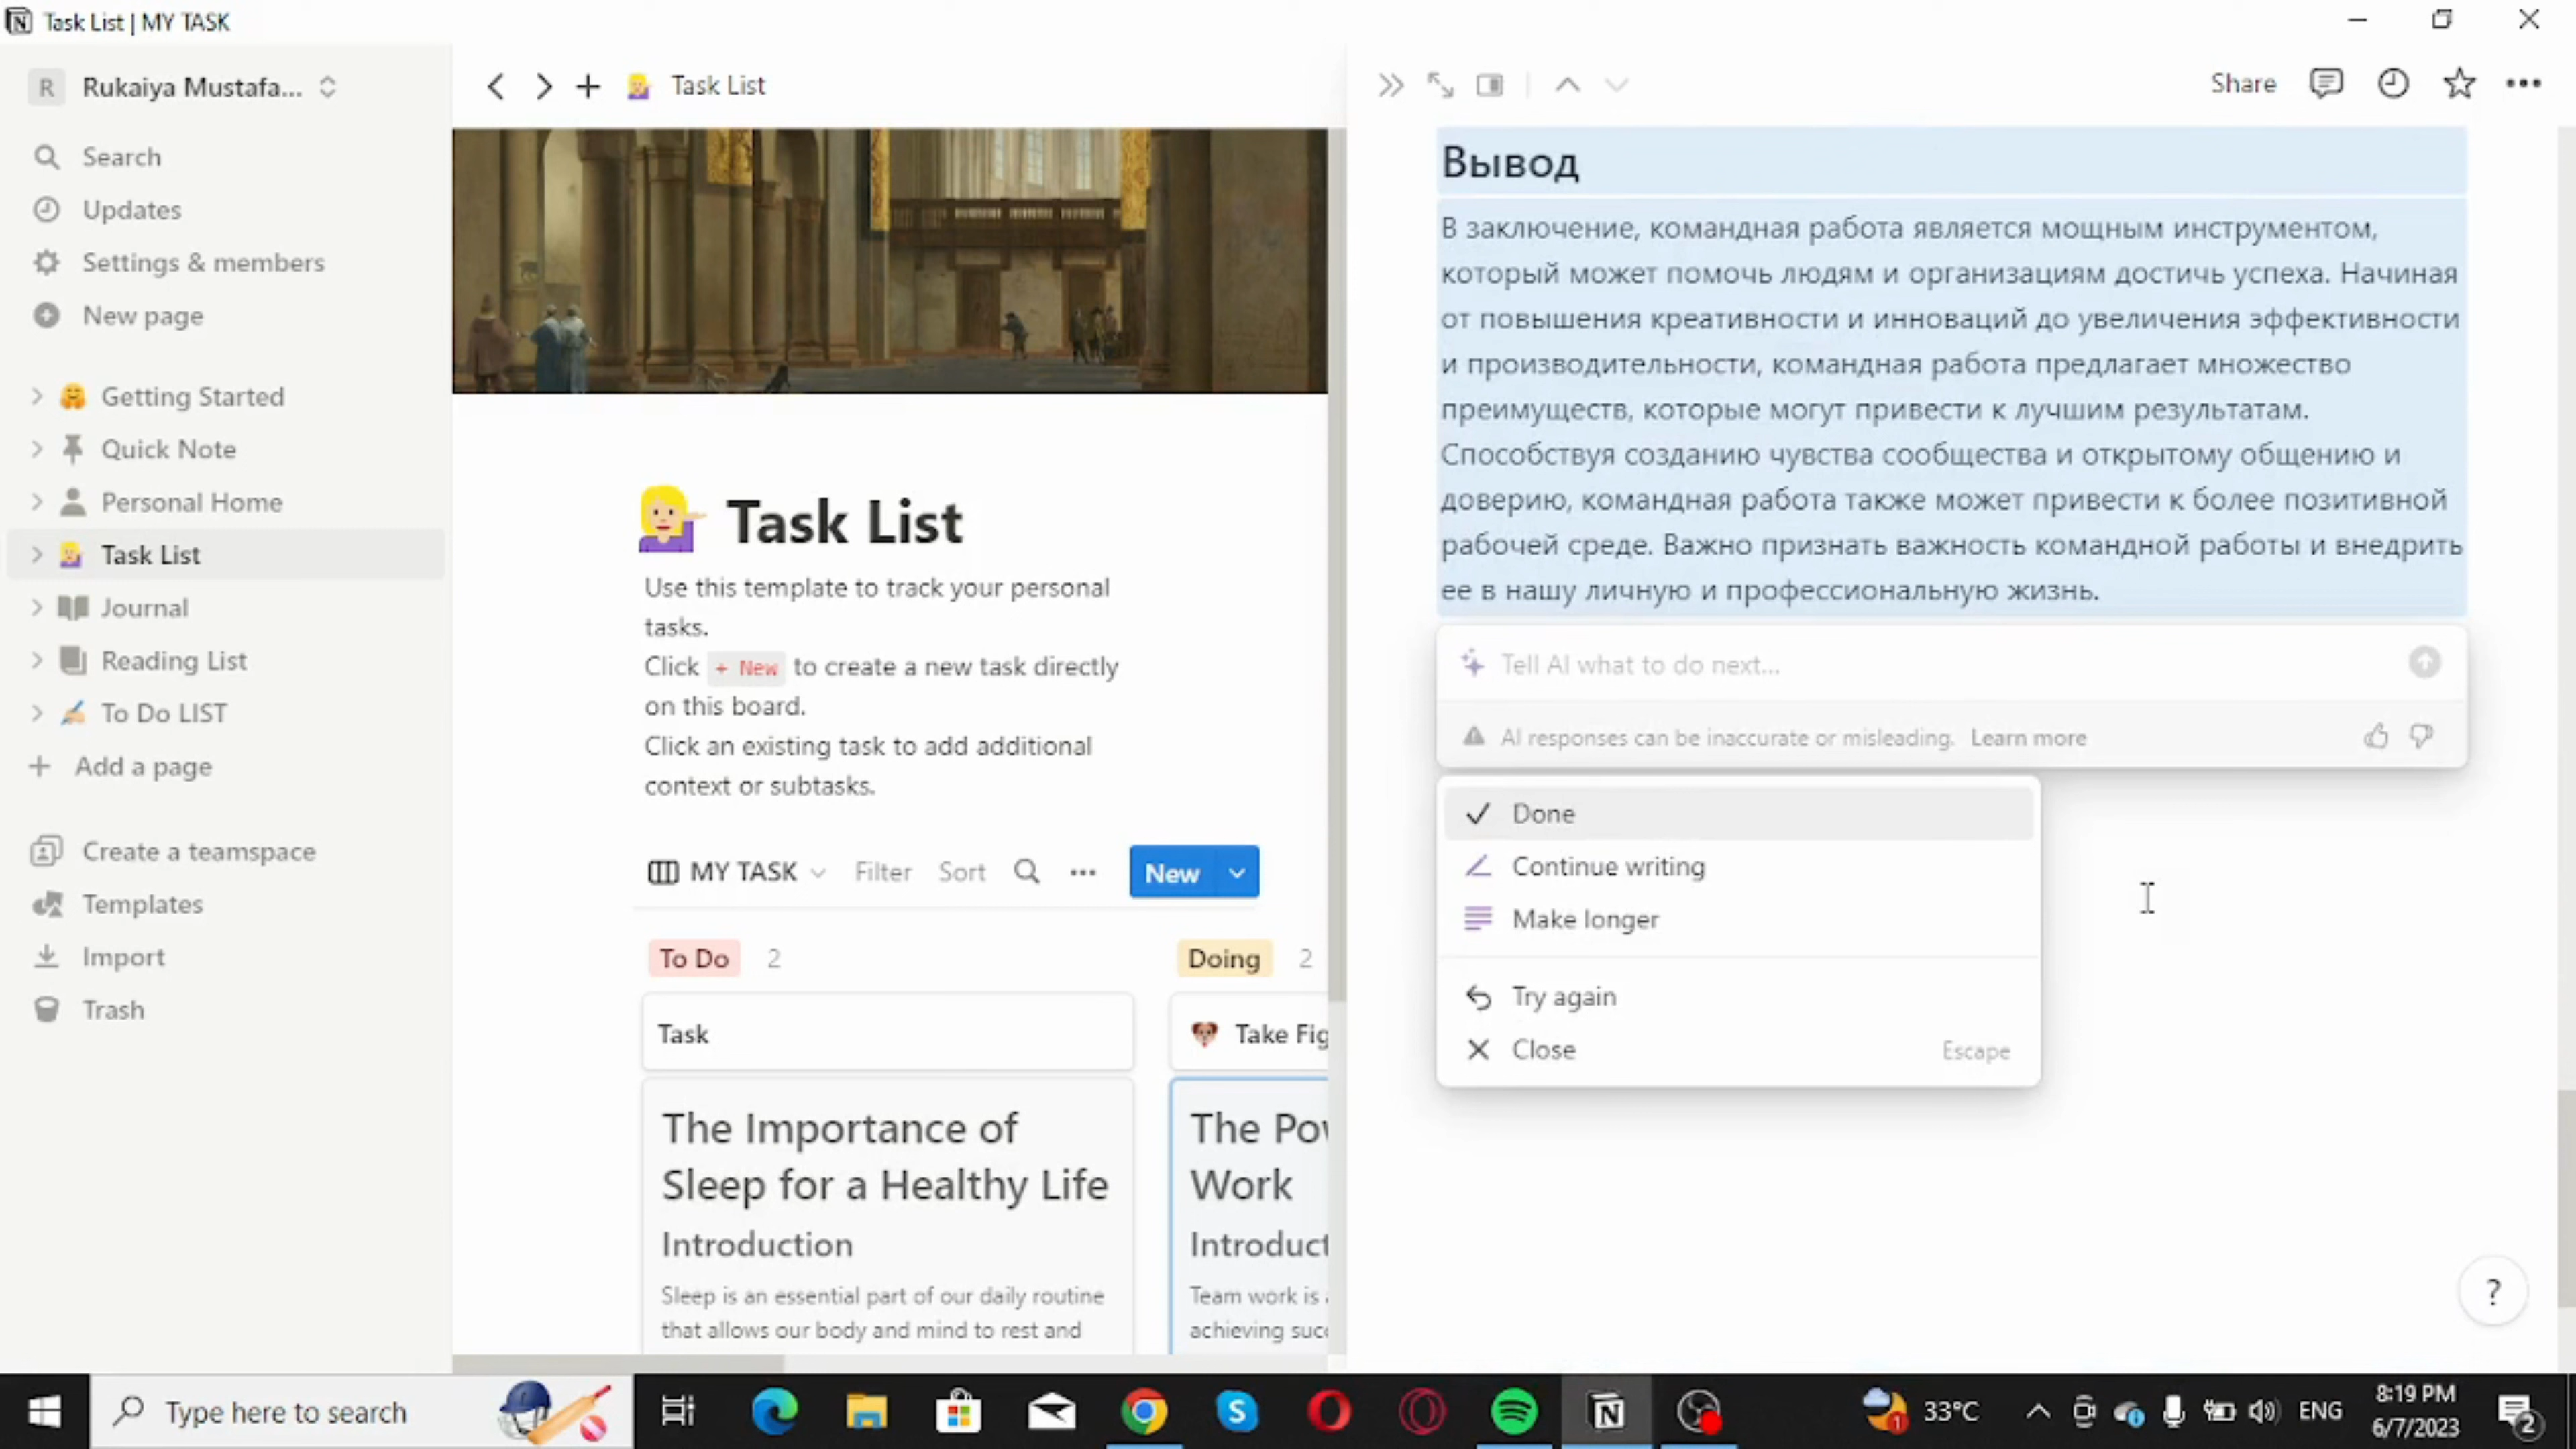 Task List | MY TASK
R Rukaiya Mustafa...
Search
Updates
Settings & members
New page
Getting Started
Quick Note
Personal Home
Task List
Journal
Reading List
To Do LIST
Add a page
Create a teamspace
Templates
Import
Trash
Task List
Task List
Use this template to track your personal
tasks.
Click + New to create a new task directly
on this board.
Click an existing task to add additional
context or subtasks.
MY TASK Filter Sort New
To Do 2 Doing 2
Task
The Importance of
Sleep for a Healthy Life
Introduction
Sleep is an essential part of our daily routine
that allows our body and mind to rest and
Take
The
Work
Team work is
achieving
Share
Вывод
В заключение, командная работа является мощным инструментом,
который может помочь людям и организациям достичь успеха. Начиная
от повышения креативности и инноваций до увеличения эффективности
и производительности, командная работа предлагает множество
преимуществ, которые могут привести к лучшим результатам.
Способствуя созданию чувства сообщества и открытому общению и
доверию, командная работа также может привести к более позитивной
рабочей среде. Важно признать важность командной работы и внедрить
ее в нашу личную и профессиональную жизнь.
Tell AI what to do next...
AI responses can be inaccurate or misleading. Learn more
Done
Continue writing
Make longer
Try again
Close Escape
?
Type here to search
1 33°C ENG 8:19 PM
6/7/2023
2